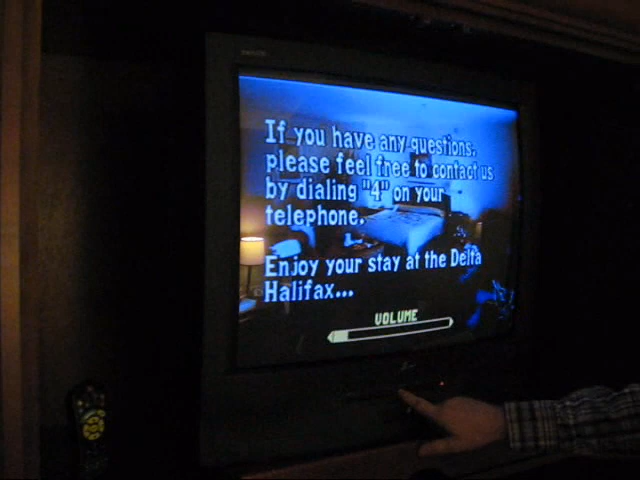 If you have any questions,
please feel free to contact us
by dialing "4" on your
telephone.
Enjoy your stay at the Delta
Halifax...
VOLUME